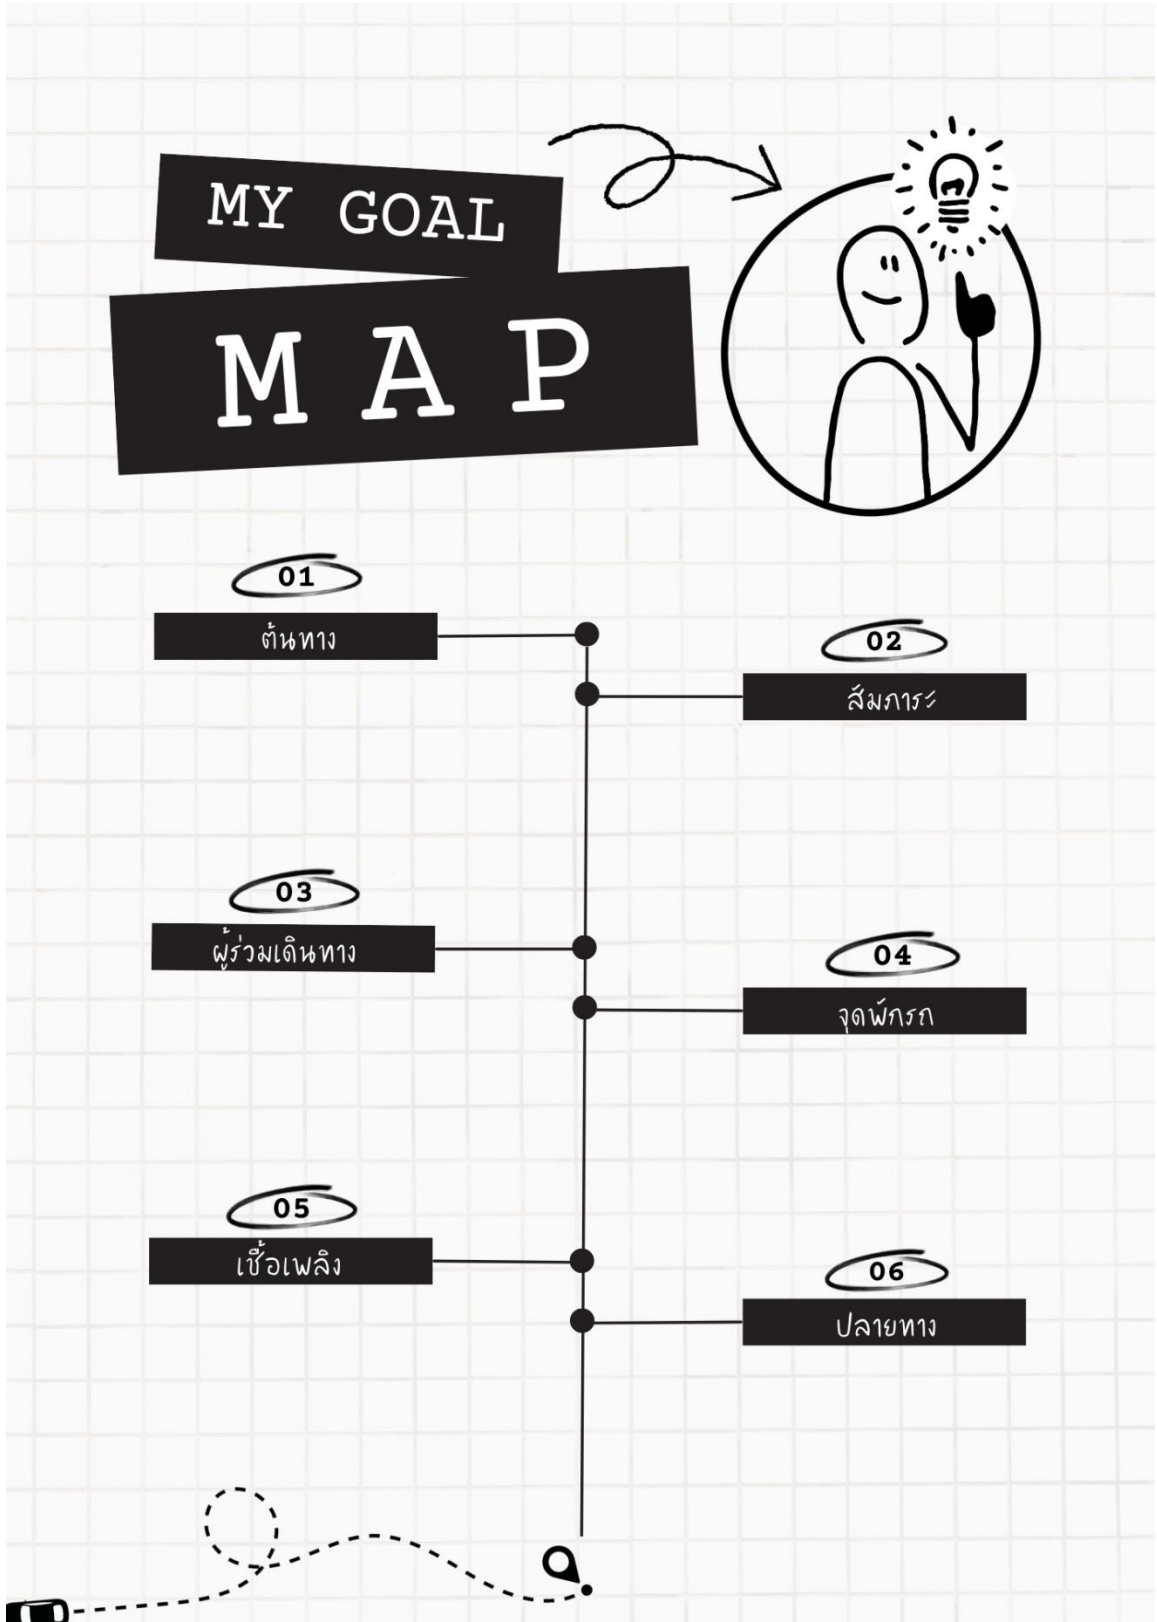 MY GOAL
MAP
01
ต้นทาง
02
สัมภาระ
03
ผู้ร่วมเดินทาง
04
จุดพักรถ
05
เชื้อเพลิง
06
ปลายทาง